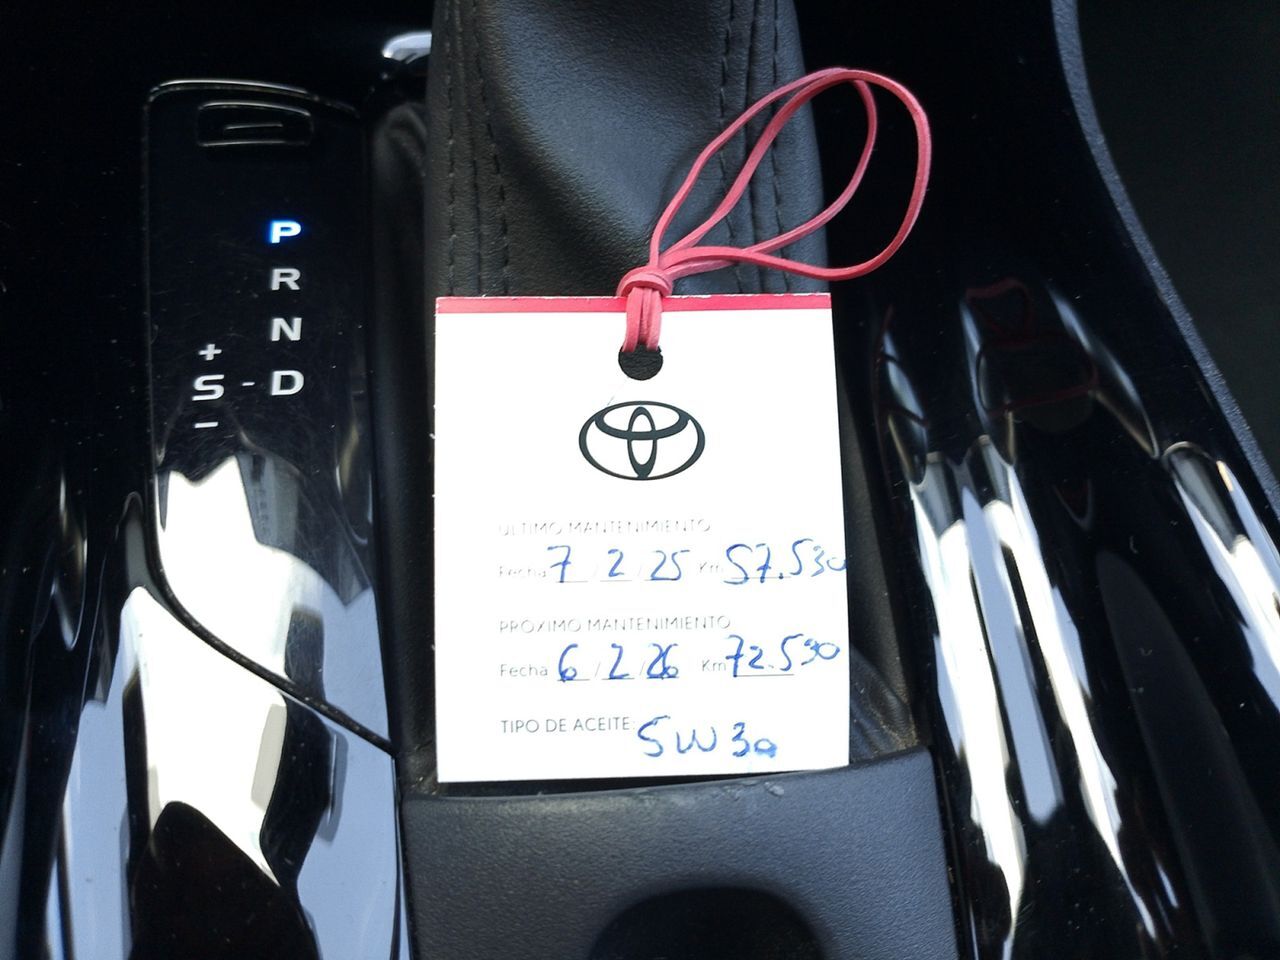 P
R
N
+
S - D
-
ULTIMO MANTENIMIENTO
Fecha 7 / 2 / 25 Km 57.530
PROXIMO MANTENIMIENTO
Fecha 6 / 2 / 26 Km 72.530
TIPO DE ACEITE: 5W30